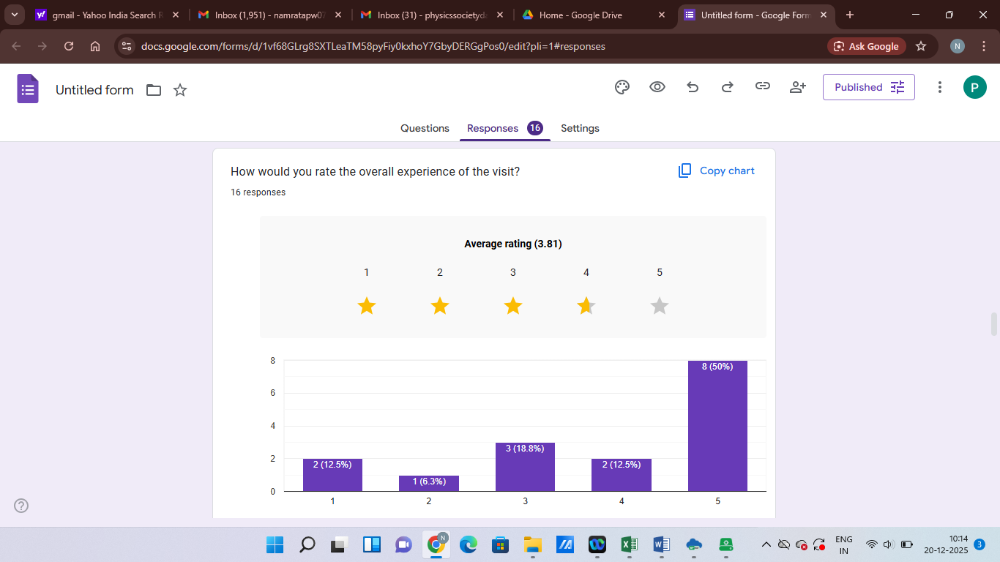 gmail - Yahoo India Search R
Inbox (1,951) - namratapw07
Inbox (31) - physicssocietyda
Home - Google Drive
Untitled form - Google Form
docs.google.com/forms/d/1vf68GLrg8SXTLeaTM58pyFiy0kxhoY7GbyDERGgPos0/edit?pli=1#responses
Ask Google
N
Untitled form
Published
P
Questions
Responses 16
Settings
How would you rate the overall experience of the visit?
Copy chart
16 responses
Average rating (3.81)
1 2 3 4 5
8
8 (50%)
6
4
3 (18.8%)
2
2 (12.5%)
2 (12.5%)
1 (6.3%)
0
1 2 3 4 5
N
ENG
IN
10:14
20-12-2025
3